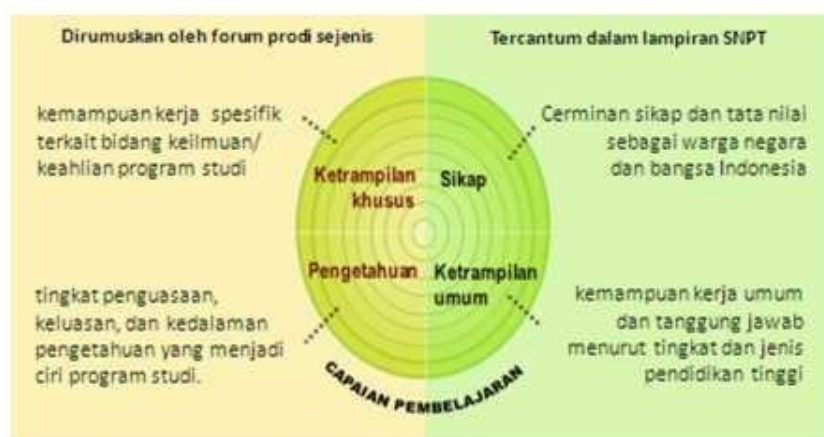 Dirumuskan oleh forum prodi sejenis
Tercantum dalam lampiran SNPT
kemampuan kerja spesifik
terkait bidang keilmuan/
keahlian program studi
Cerminan sikap dan tata nilai
sebagai warga negara
dan bangsa Indonesia
Ketrampilan
khusus
Sikap
Pengetahuan
Ketrampilan
umum
tingkat penguasaan,
keluasan, dan kedalaman
pengetahuan yang menjadi
ciri program studi.
kemampuan kerja umum
dan tanggung jawab
menurut tingkat dan jenis
pendidikan tinggi
CAPAIAN PEMBELAJARAN